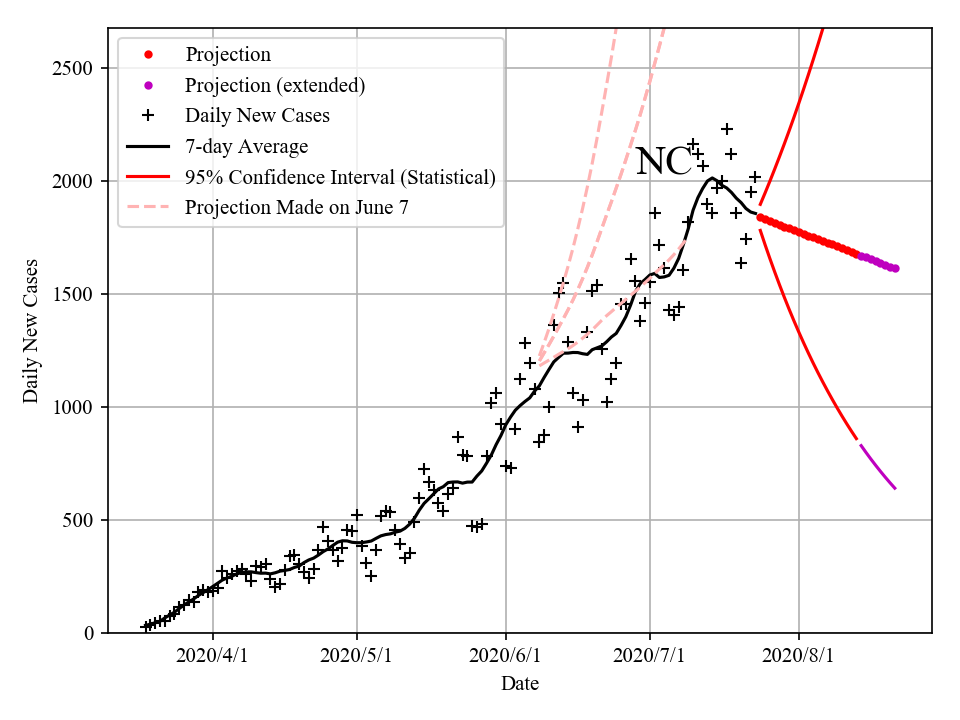 Projection
Projection (extended)
Daily New Cases
7-day Average
95% Confidence Interval (Statistical)
Projection Made on June 7
NC
2500
2000
1500
1000
500
0
Daily New Cases
2020/4/1
2020/5/1
2020/6/1
2020/7/1
2020/8/1
Date